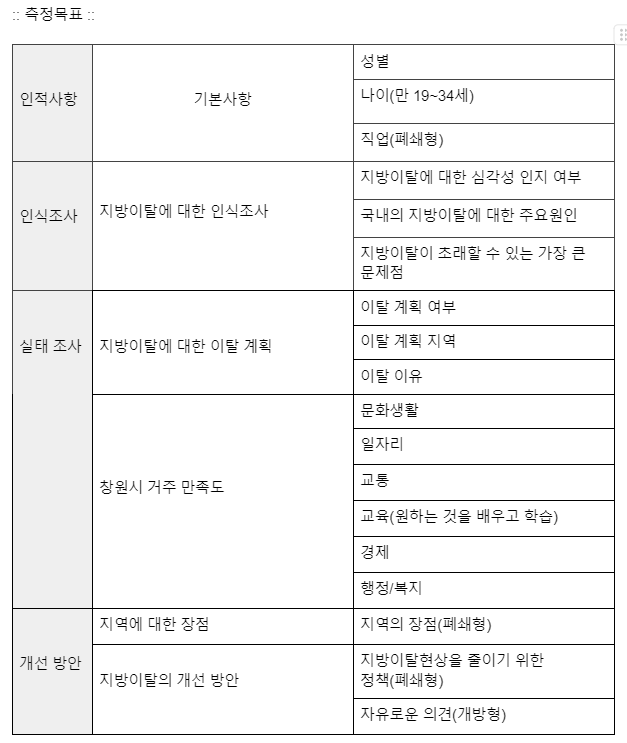 :: 측정목표 ::
인적사항
기본사항
성별
나이(만 19~34세)
직업(폐쇄형)
인식조사
지방이탈에 대한 인식조사
지방이탈에 대한 심각성 인지 여부
국내의 지방이탈에 대한 주요원인
지방이탈이 초래할 수 있는 가장 큰
문제점
실태 조사
지방이탈에 대한 이탈 계획
이탈 계획 여부
이탈 계획 지역
이탈 이유
창원시 거주 만족도
문화생활
일자리
교통
교육(원하는 것을 배우고 학습)
경제
행정/복지
개선 방안
지역에 대한 장점
지역의 장점(폐쇄형)
지방이탈의 개선 방안
지방이탈현상을 줄이기 위한
정책(폐쇄형)
자유로운 의견(개방형)